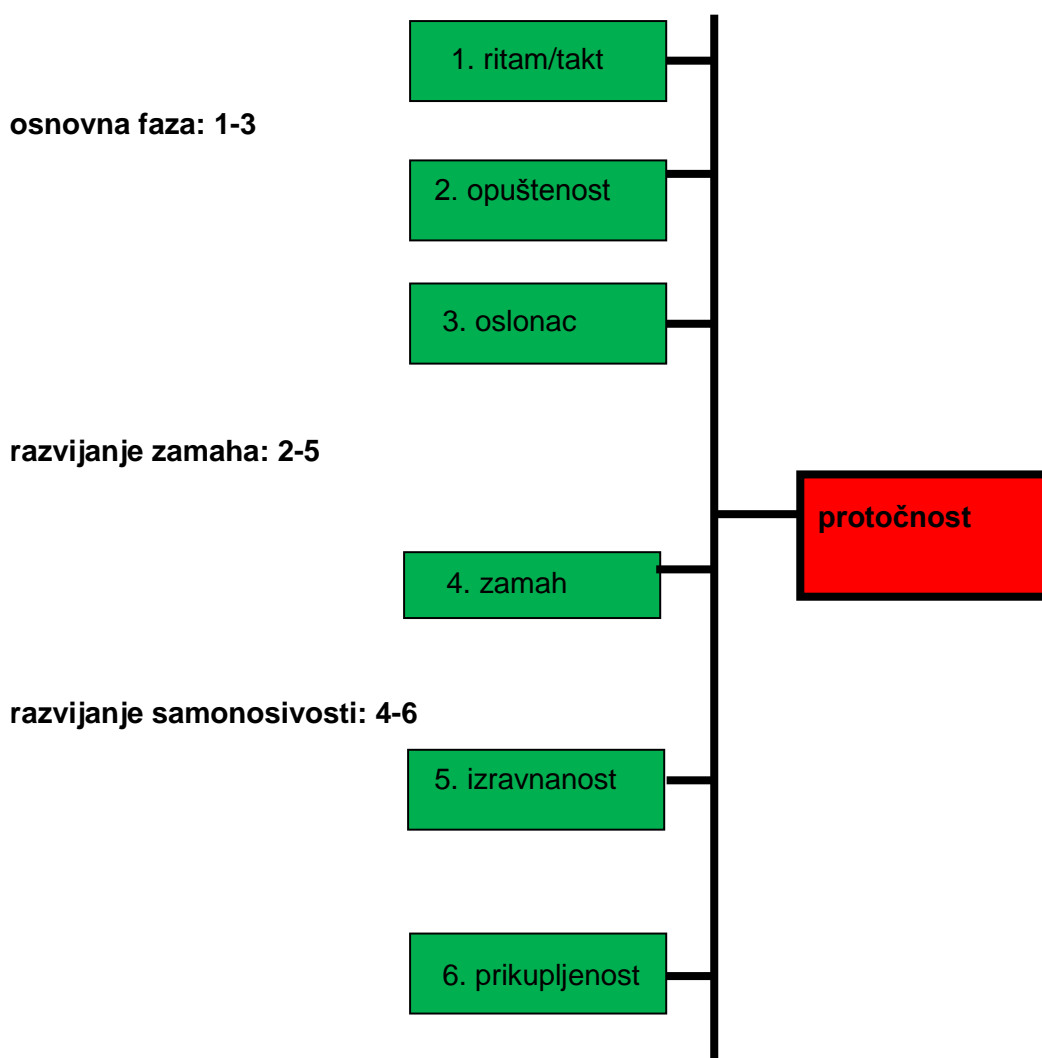 1. ritam/takt
osnovna faza: 1-3
2. opuštenost
3. oslonac
razvijanje zamaha: 2-5
protočnost
4. zamah
razvijanje samonosivosti: 4-6
5. izravnanost
6. prikupljenost